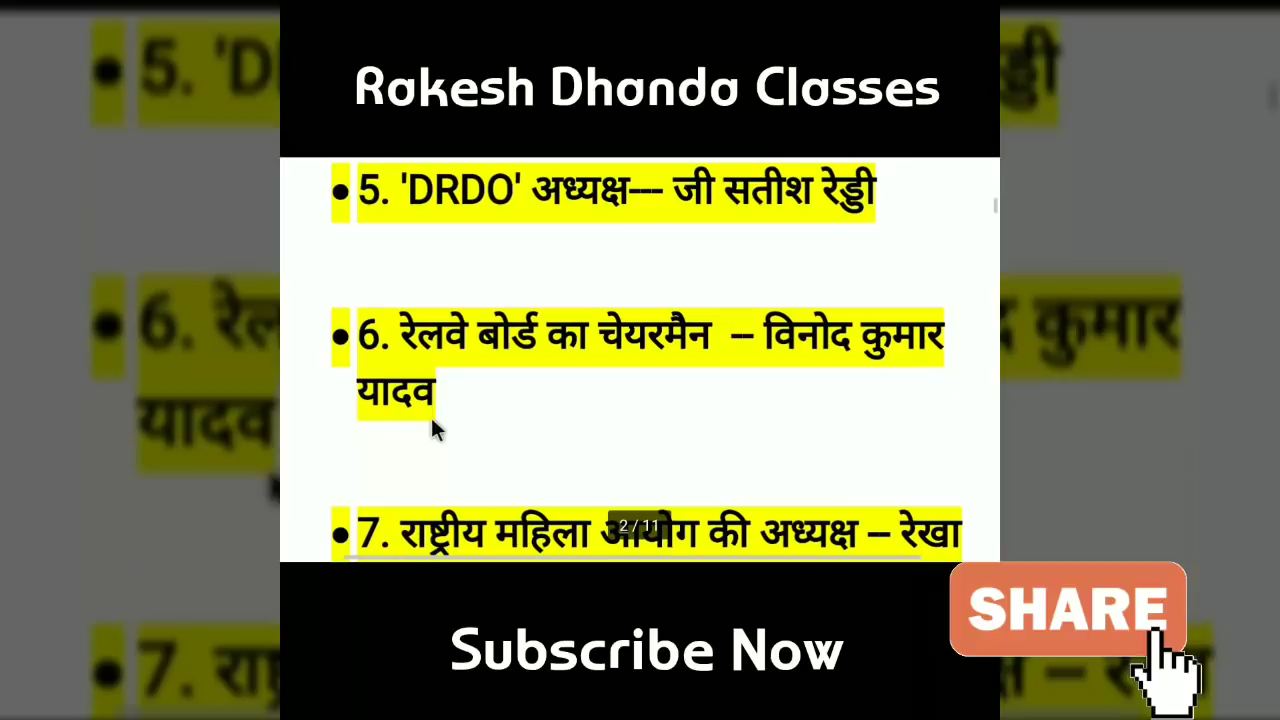 Rakesh Dhanda Classes
• 5. 'DRDO' अध्यक्ष--- जी सतीश रेड्डी
• 6. रेलवे बोर्ड का चेयरमैन -- विनोद कुमार
यादव
• 7. राष्ट्रीय महिला आयोग की अध्यक्ष – रेखा
2 / 11
SHARE
Subscribe Now